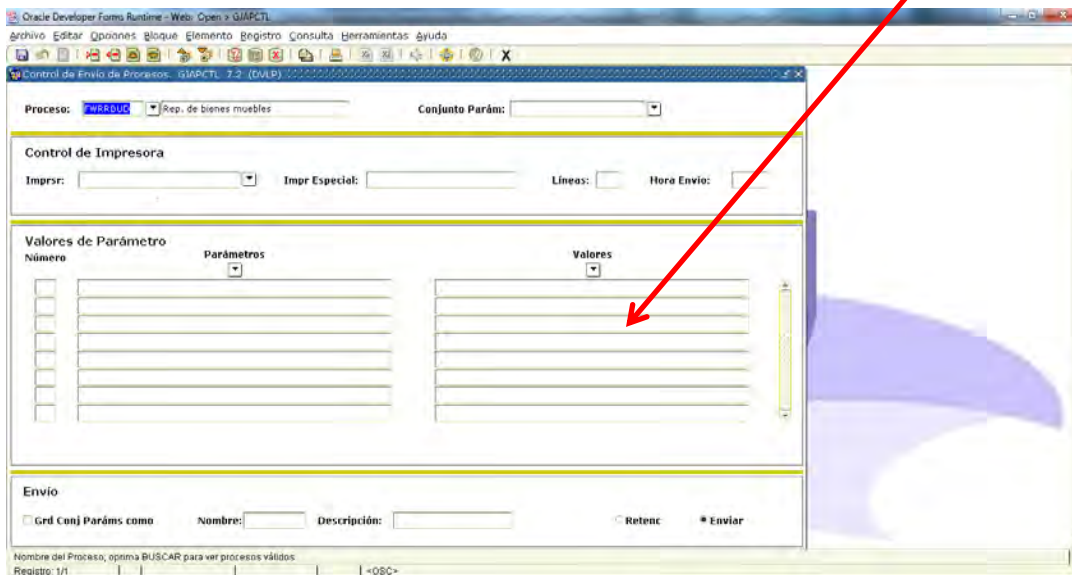 Oracle Developer Forms Runtime - Web: Open > GJAPCTL
Archivo Editar Opciones Bloque Elemento Registro Consulta Herramientas Ayuda
Control de Envío de Procesos. GJAPCTL 7.2 (DVLP)
Proceso: FWRRBUD Rep. de bienes muebles Conjunto Parám:
Control de Impresora
Imprsr: Impr Especial: Líneas: Hora Envío:
Valores de Parámetro
Número Parámetros Valores
Envío
Grd Conj Paráms como Nombre: Descripción: Retenc Enviar
Nombre del Proceso; oprima BUSCAR para ver procesos válidos
Registro: 1/1 <OSC>